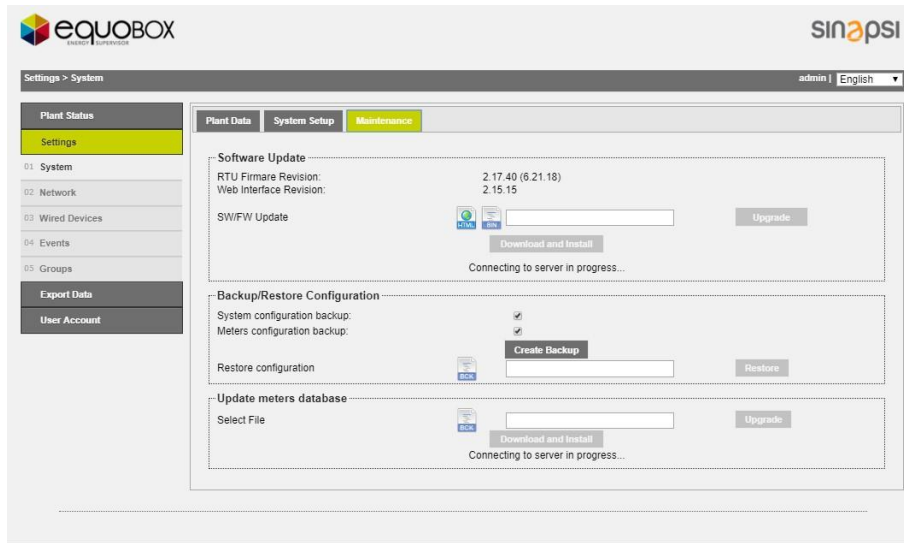 equoBOX
ENERGY SUPERVISOR
sinapsi
Settings > System
admin | English
Plant Status
Settings
01 System
02 Network
03 Wired Devices
04 Events
05 Groups
Export Data
User Account
Plant Data System Setup Maintenance
Software Update
RTU Firmare Revision: 2.17.40 (6.21.18)
Web Interface Revision: 2.15.15
SW/FW Update HTML BIN Upgrade
Download and Install
Connecting to server in progress...
Backup/Restore Configuration
System configuration backup:
Meters configuration backup:
Create Backup
Restore configuration BCK Restore
Update meters database
Select File BCK Upgrade
Download and Install
Connecting to server in progress...